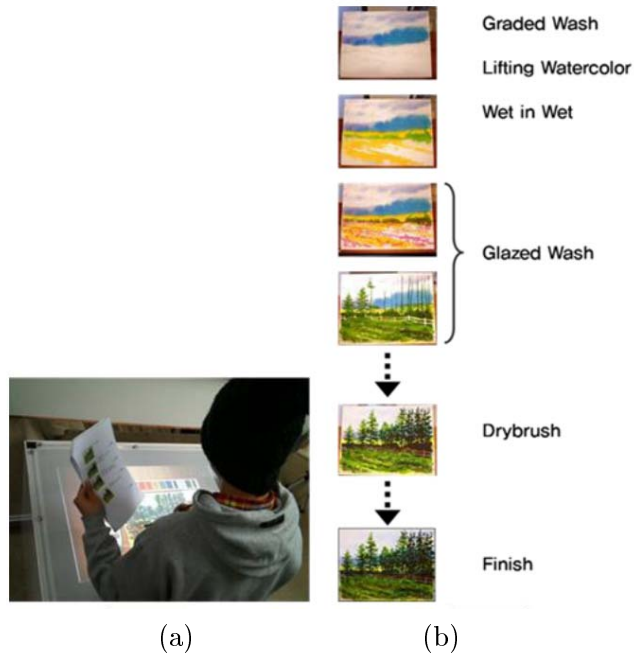 Graded Wash
Lifting Watercolor
Wet in Wet
Glazed Wash
Drybrush
Finish
(a)
(b)